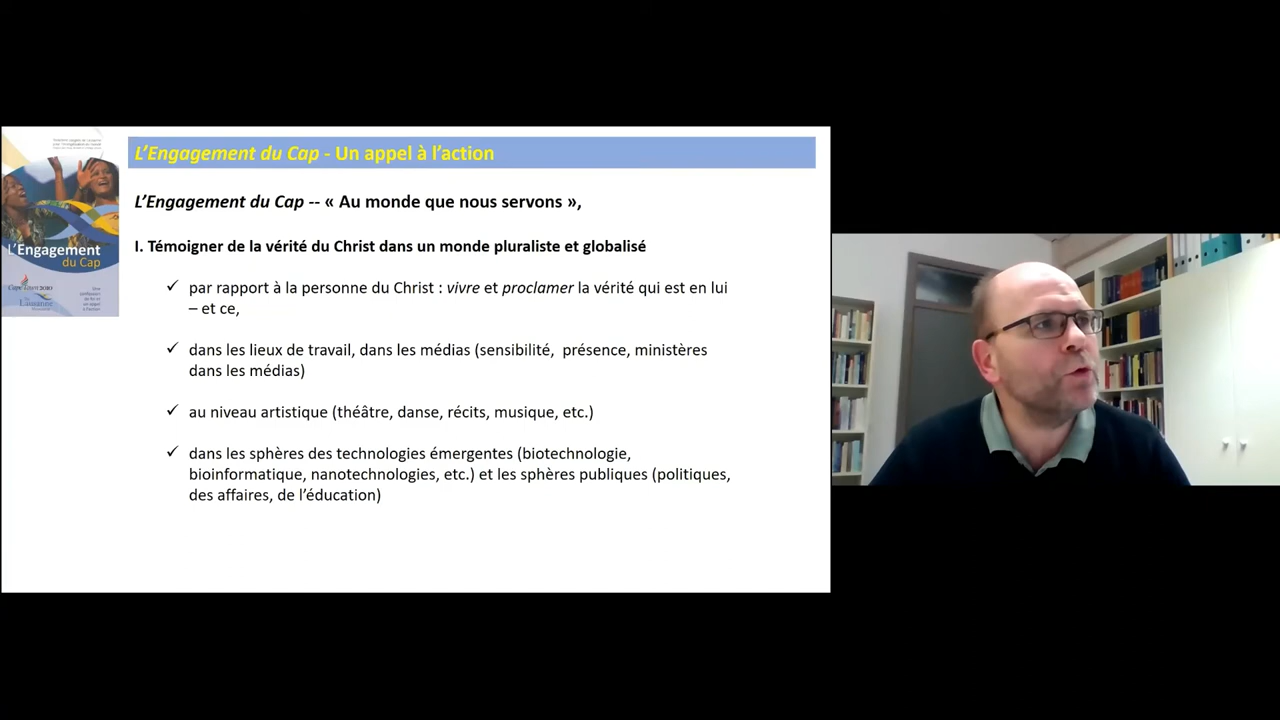 L'Engagement du Cap - Un appel à l'action
L'Engagement du Cap -- « Au monde que nous servons »,
I. Témoigner de la vérité du Christ dans un monde pluraliste et globalisé
✓ par rapport à la personne du Christ : vivre et proclamer la vérité qui est en lui
– et ce,
✓ dans les lieux de travail, dans les médias (sensibilité, présence, ministères
dans les médias)
✓ au niveau artistique (théâtre, danse, récits, musique, etc.)
✓ dans les sphères des technologies émergentes (biotechnologie,
bioinformatique, nanotechnologies, etc.) et les sphères publiques (politiques,
des affaires, de l'éducation)
L'Engagement
du Cap
Lausanne